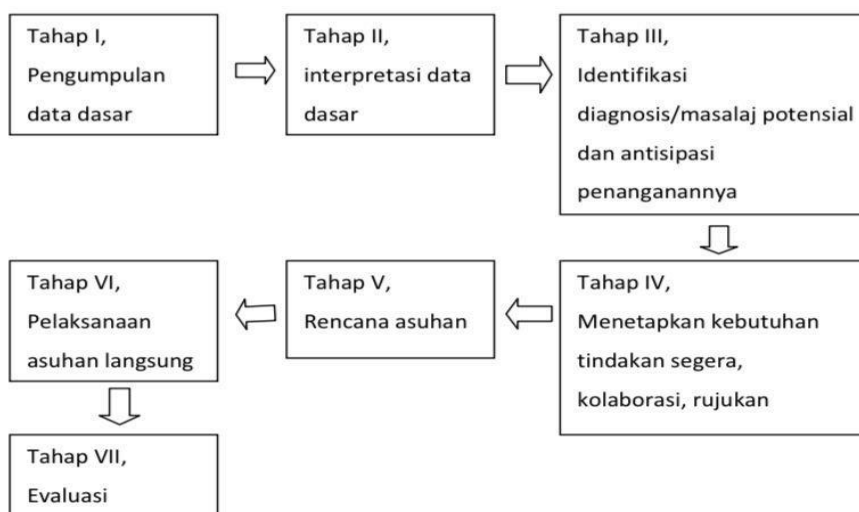 Tahap I,
Pengumpulan
data dasar
Tahap II,
interpretasi data
dasar
Tahap III,
Identifikasi
diagnosis/masalaj potensial
dan antisipasi
penanganannya
Tahap IV,
Menetapkan kebutuhan
tindakan segera,
kolaborasi, rujukan
Tahap V,
Rencana asuhan
Tahap VI,
Pelaksanaan
asuhan langsung
Tahap VII,
Evaluasi